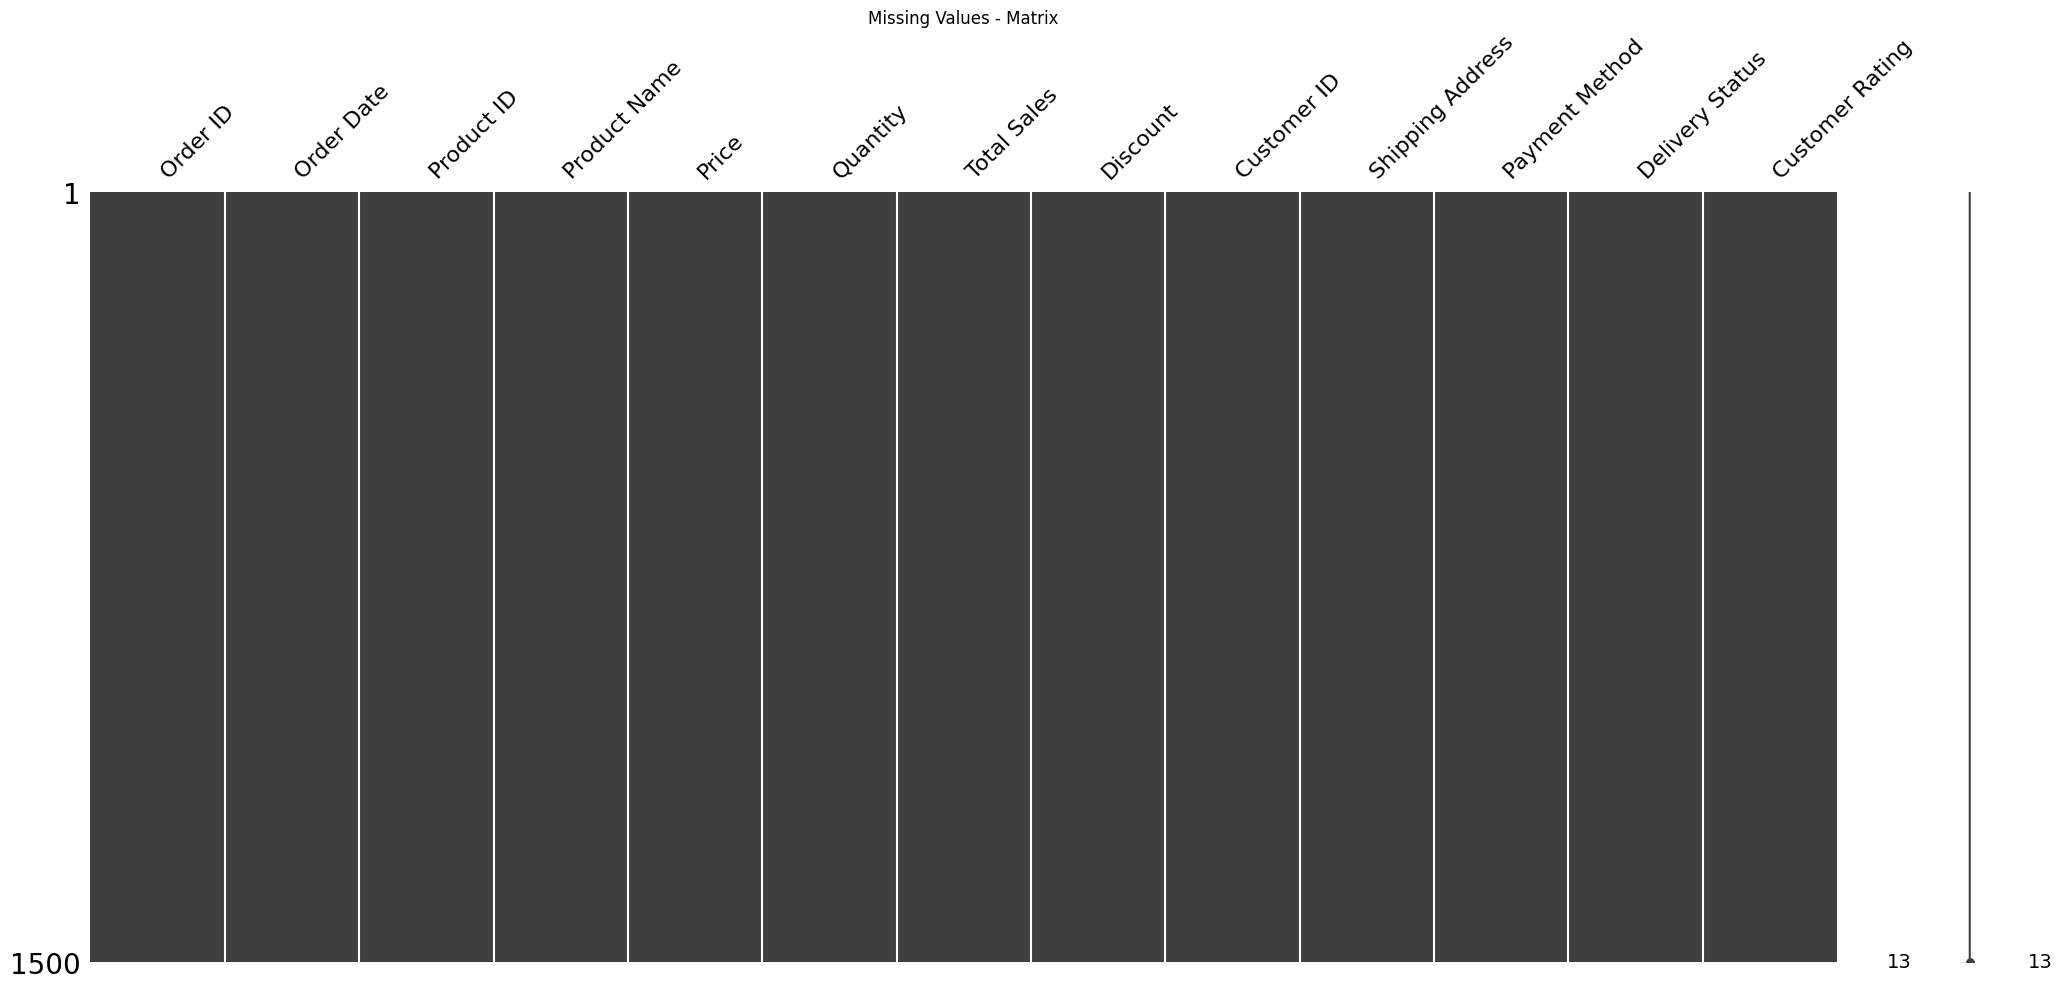 Missing Values - Matrix
Order ID
Order Date
Product ID
Product Name
Price
Quantity
Total Sales
Discount
Customer ID
Shipping Address
Payment Method
Delivery Status
Customer Rating
1
1500
13
13